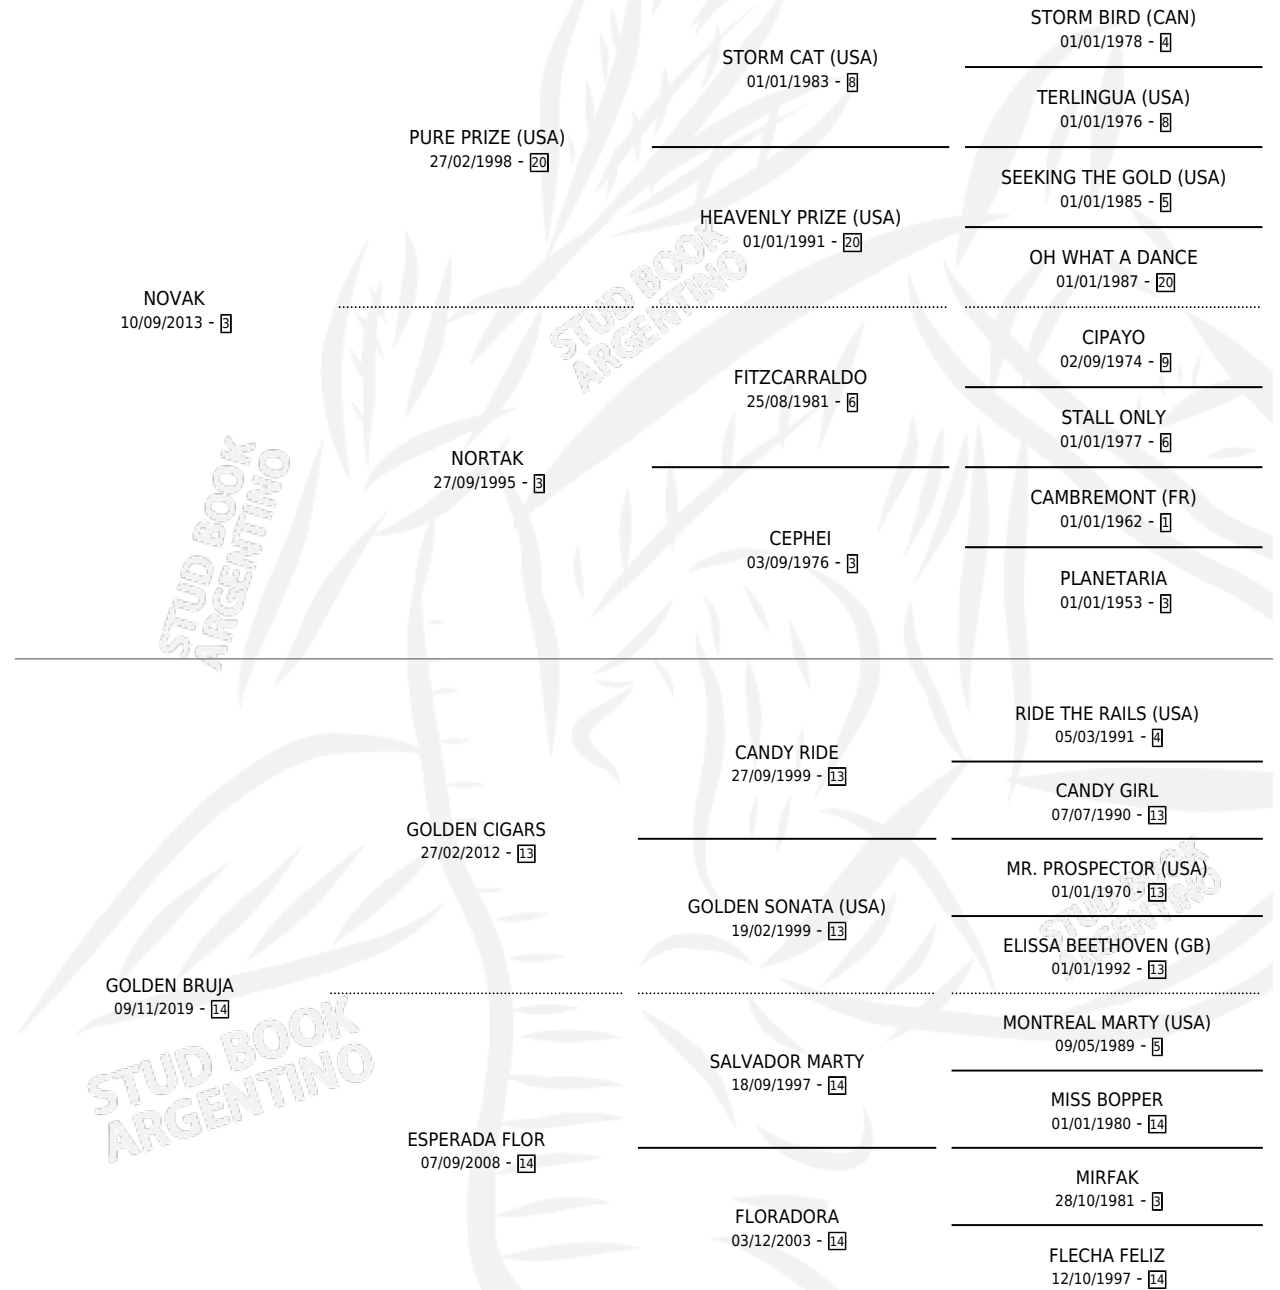 STORM BIRD (CAN)
01/01/1978 - 4
STORM CAT (USA)
01/01/1983 - 8
TERLINGUA (USA)
01/01/1976 - 8
PURE PRIZE (USA)
27/02/1998 - 20
SEEKING THE GOLD (USA)
01/01/1985 - 5
HEAVENLY PRIZE (USA)
01/01/1991 - 20
OH WHAT A DANCE
01/01/1987 - 20
NOVAK
10/09/2013 - 3
CIPAYO
02/09/1974 - 9
FITZCARRALDO
25/08/1981 - 6
STALL ONLY
01/01/1977 - 6
NORTAK
27/09/1995 - 3
CAMBREMONT (FR)
01/01/1962 - 1
CEPHEI
03/09/1976 - 3
PLANETARIA
01/01/1953 - 3
RIDE THE RAILS (USA)
05/03/1991 - 4
CANDY RIDE
27/09/1999 - 13
CANDY GIRL
07/07/1990 - 13
GOLDEN CIGARS
27/02/2012 - 13
MR. PROSPECTOR (USA)
01/01/1970 - 13
GOLDEN SONATA (USA)
19/02/1999 - 13
ELISSA BEETHOVEN (GB)
01/01/1992 - 13
GOLDEN BRUJA
09/11/2019 - 14
MONTREAL MARTY (USA)
09/05/1989 - 5
SALVADOR MARTY
18/09/1997 - 14
MISS BOPPER
01/01/1980 - 14
ESPERADA FLOR
07/09/2008 - 14
MIRFAK
28/10/1981 - 3
FLORADORA
03/12/2003 - 14
FLECHA FELIZ
12/10/1997 - 14
STUD BOOK
ARGENTINO
STUD BOOK
ARGENTINO
STUD BOOK
ARGENTINO
STUD BOOK
ARGENTINO